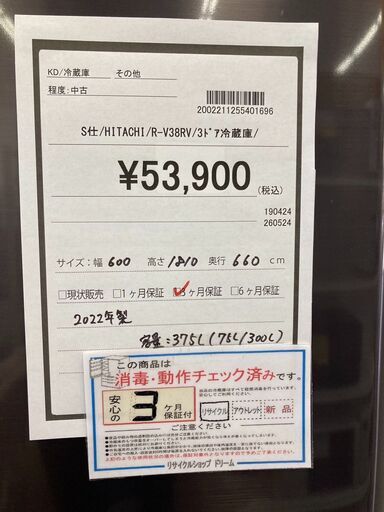 KD/冷蔵庫 その他
程度:中古
2002211255401696
S仕/HITACHI/R-V38RV/3ﾄﾞｱ冷蔵庫/
¥53,900(税込)
190424
260524
サイズ:幅 600 高さ 1810 奥行 660 cm
□現状販売 □1ヶ月保証 ☑3ヶ月保証 □6ヶ月保証
2022年製
容量:375L(75L/300L)
この商品は
消毒・動作チェック済みです。
安心の3ヶ月保証付
リサイクル アウトレット 新品
ご注意ください
リサイクルショップ ドリーム